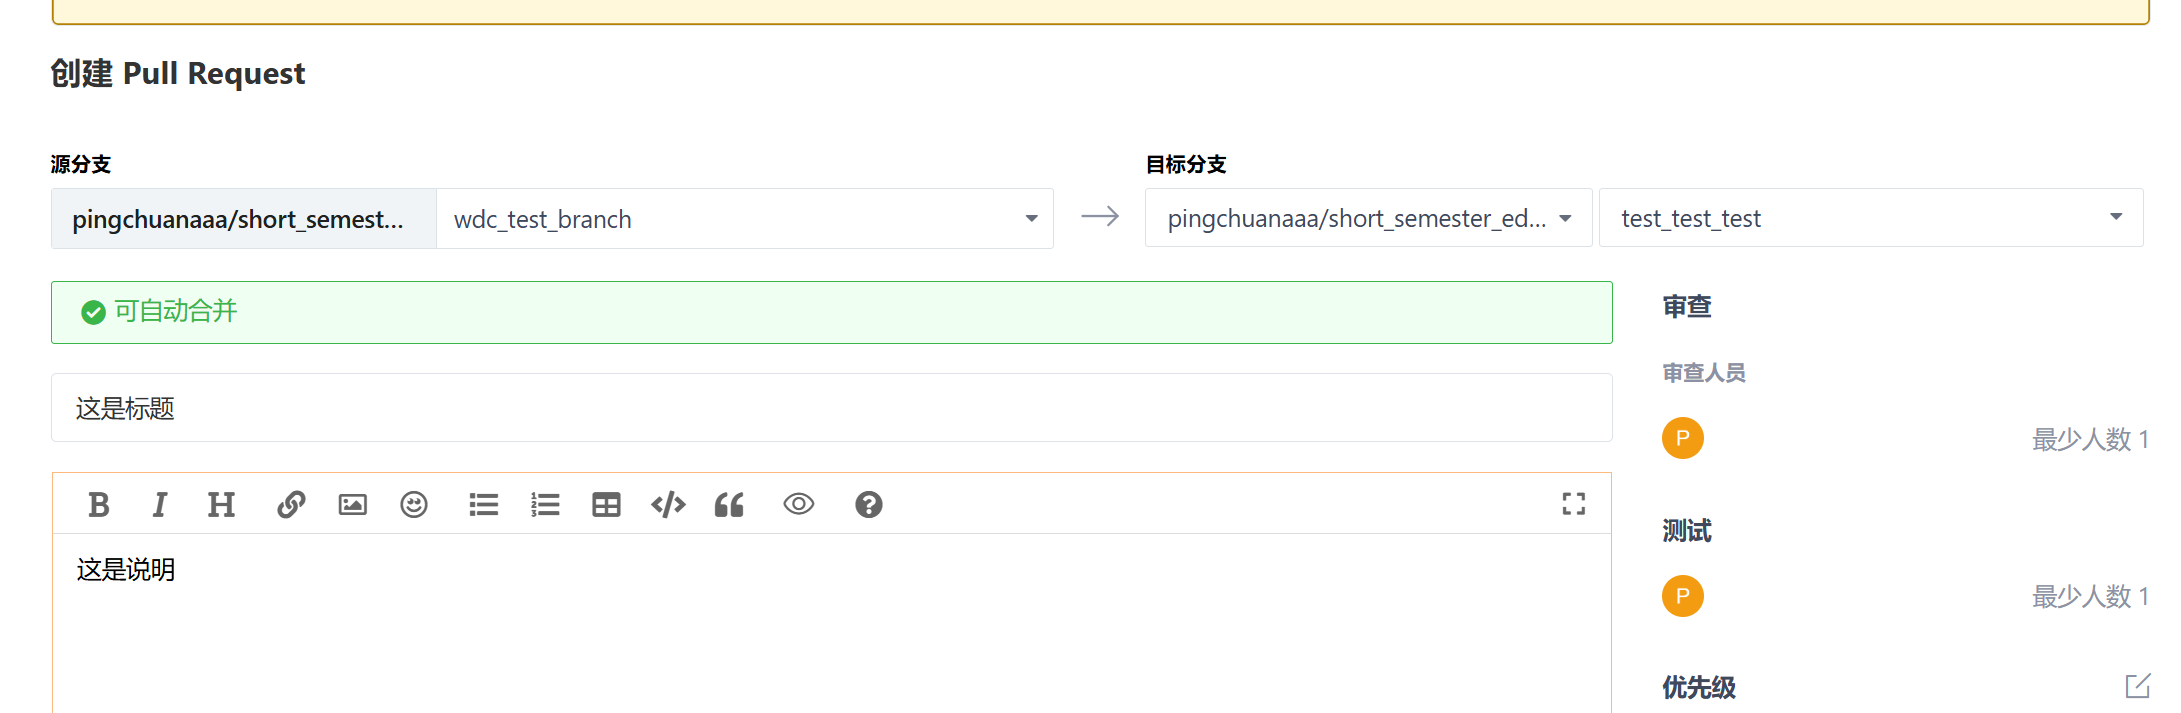 创建 Pull Request
源分支
目标分支
pingchuanaaa/short_semest... wdc_test_branch
pingchuanaaa/short_semester_ed... test_test_test
可自动合并
这是标题
这是说明
审查
审查人员
P 最少人数 1
测试
P 最少人数 1
优先级